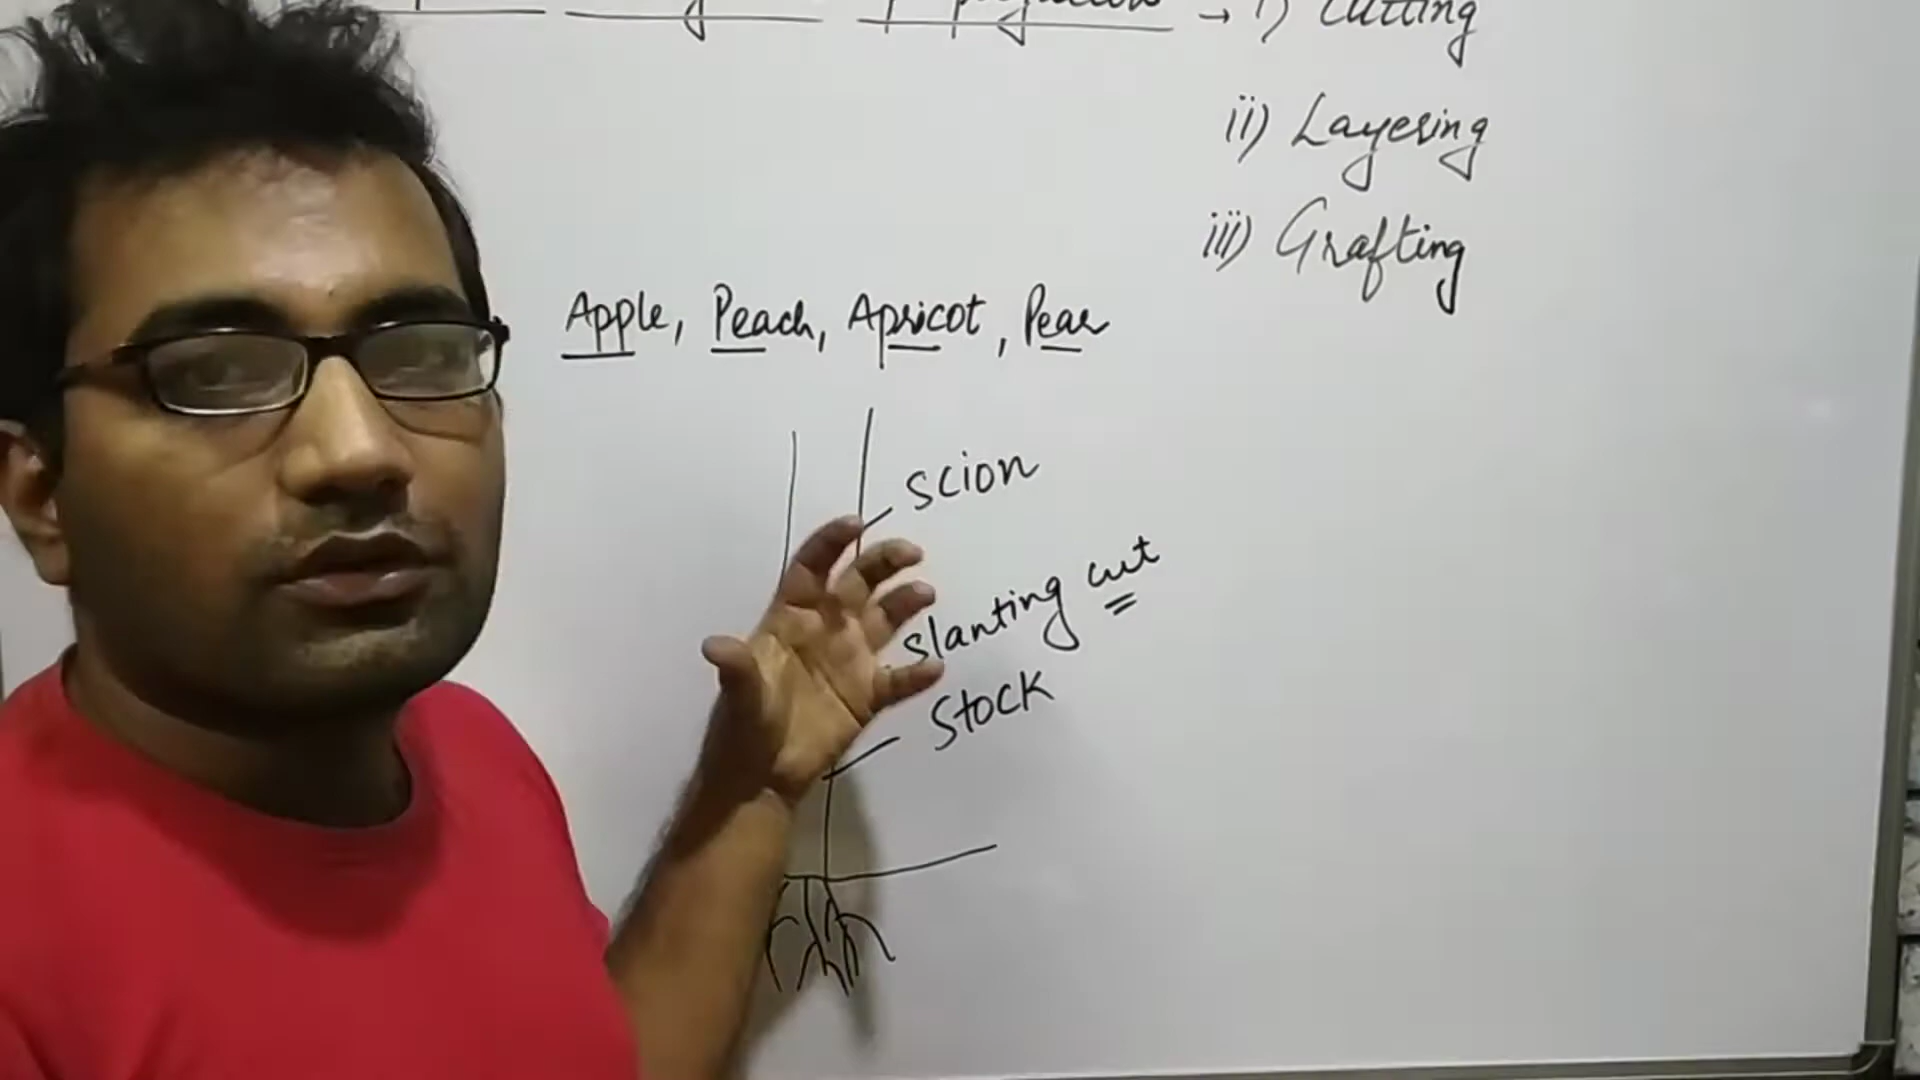 → i) Cutting
ii) Layering
iii) Grafting
Apple, Peach, Apricot, Pear
scion
slanting cut
Stock